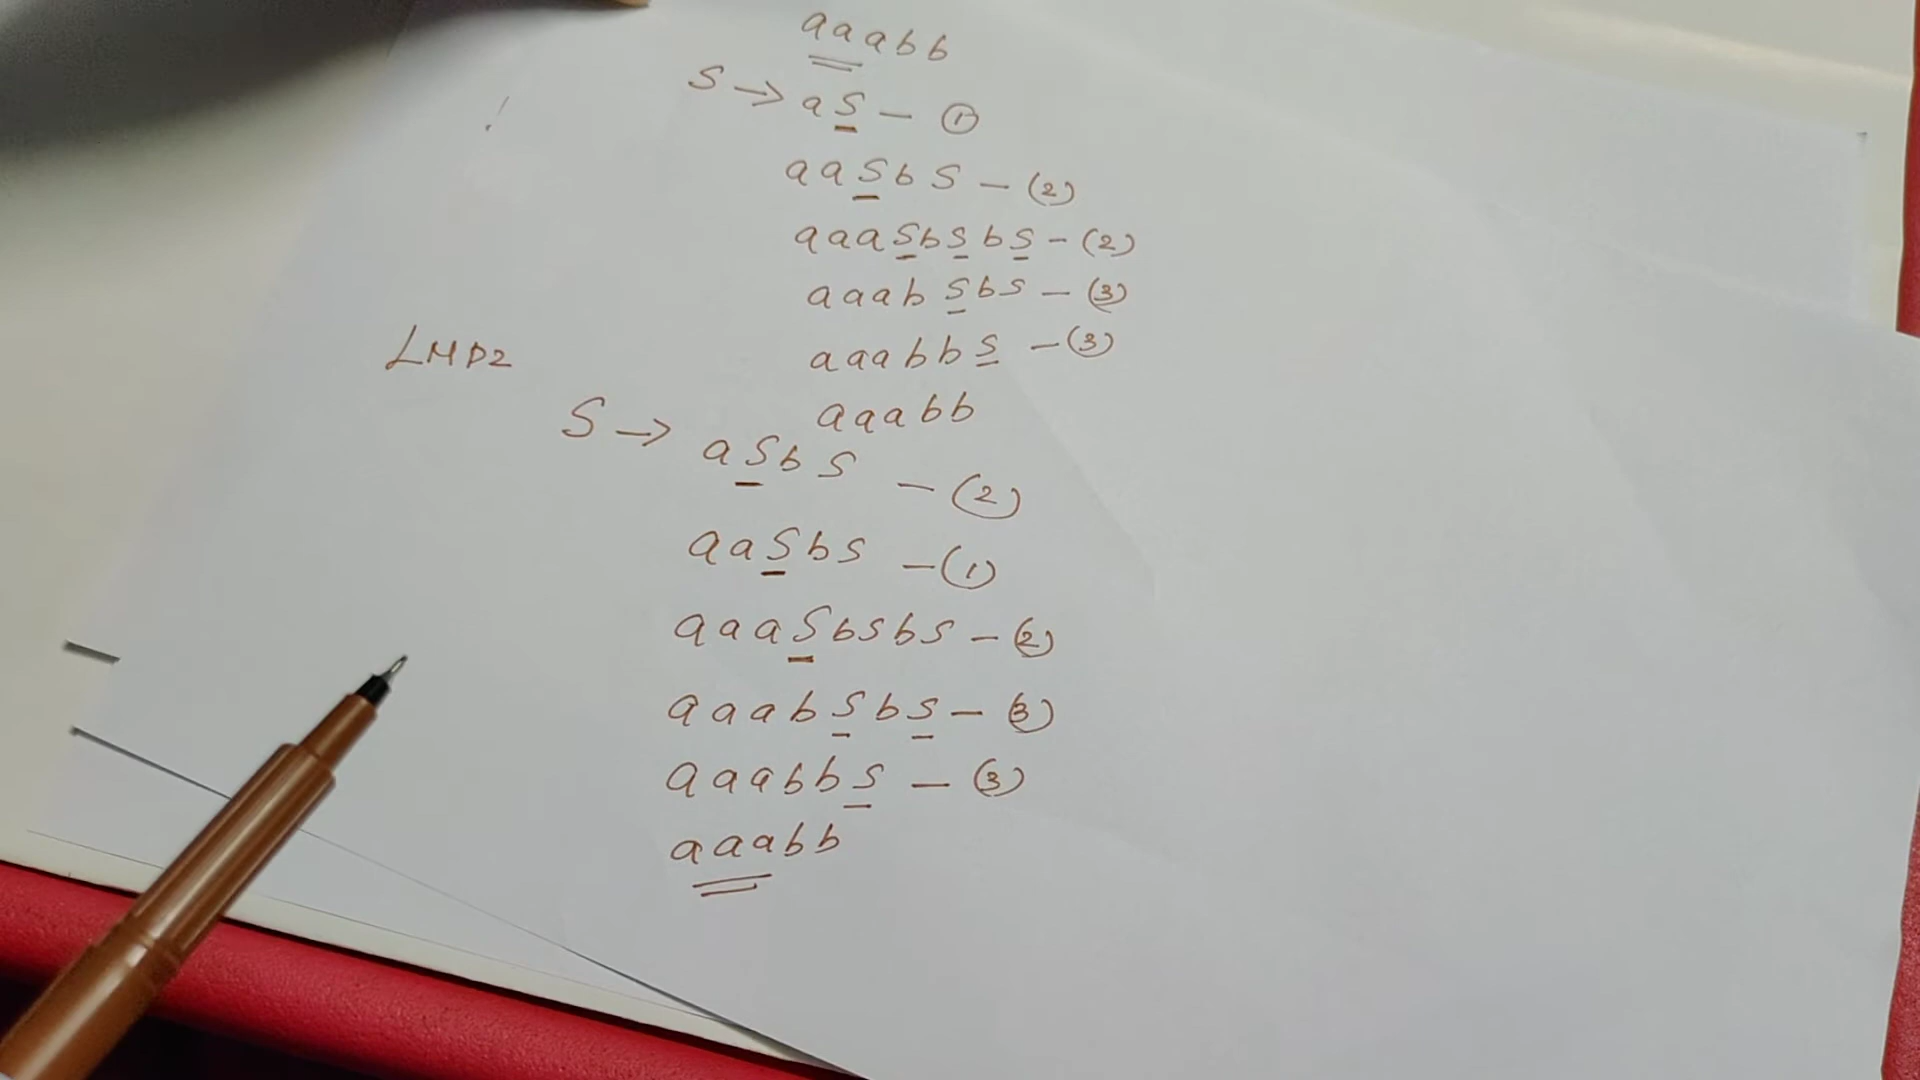 aaabb
S → aS - ①
aaSbS - (2)
aaaSbSbS - (2)
aaabSbS - (3)
aaabbS - (3)
aaabb
LMD2
S → aSbS - (2)
aaSbS - (1)
aaaSbSbS - (2)
aaabSbS - (3)
aaabbS - (3)
aaabb